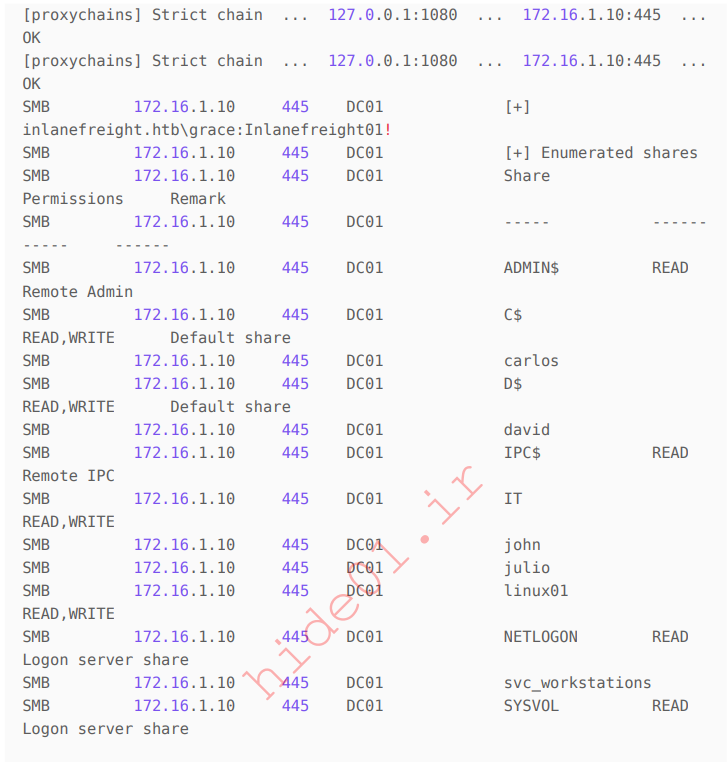 [proxychains] Strict chain  ...  127.0.0.1:1080  ...  172.16.1.10:445  ...
OK
[proxychains] Strict chain  ...  127.0.0.1:1080  ...  172.16.1.10:445  ...
OK
SMB         172.16.1.10     445    DC01             [+]
inlanefreight.htb\grace:Inlanefreight01!
SMB         172.16.1.10     445    DC01             [+] Enumerated shares
SMB         172.16.1.10     445    DC01             Share
Permissions     Remark
SMB         172.16.1.10     445    DC01             -----           ------
-----     ------
SMB         172.16.1.10     445    DC01             ADMIN$          READ
Remote Admin
SMB         172.16.1.10     445    DC01             C$
READ,WRITE      Default share
SMB         172.16.1.10     445    DC01             carlos
SMB         172.16.1.10     445    DC01             D$
READ,WRITE      Default share
SMB         172.16.1.10     445    DC01             david
SMB         172.16.1.10     445    DC01             IPC$            READ
Remote IPC
SMB         172.16.1.10     445    DC01             IT
READ,WRITE
SMB         172.16.1.10     445    DC01             john
SMB         172.16.1.10     445    DC01             julio
SMB         172.16.1.10     445    DC01             linux01
READ,WRITE
SMB         172.16.1.10     445    DC01             NETLOGON        READ
Logon server share
SMB         172.16.1.10     445    DC01             svc_workstations
SMB         172.16.1.10     445    DC01             SYSVOL          READ
Logon server share
hide01.ir